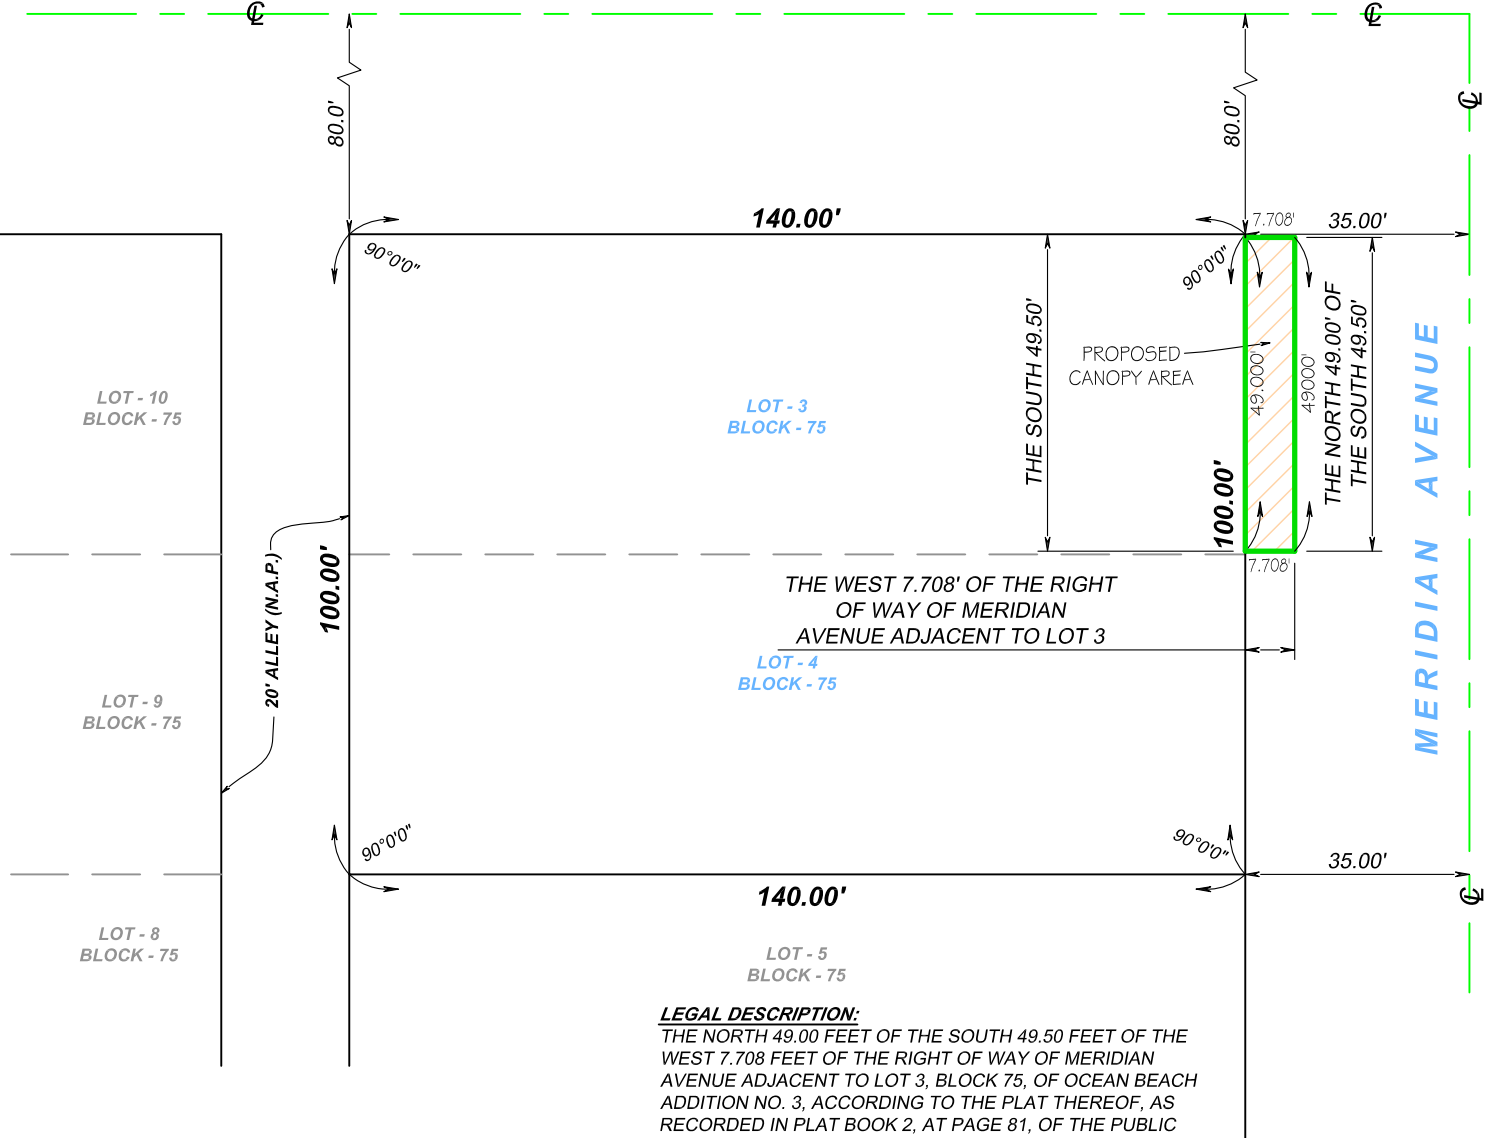 ℄
℄
℄
80.0'
80.0'
140.00'
7.708'
35.00'
90°0'0"
90°0'0"
THE SOUTH 49.50'
PROPOSED
CANOPY AREA
49.000'
49000'
THE NORTH 49.00' OF
THE SOUTH 49.50'
MERIDIAN AVENUE
LOT - 10
BLOCK - 75
LOT - 3
BLOCK - 75
100.00'
100.00'
20' ALLEY (N.A.P.)
7.708'
THE WEST 7.708' OF THE RIGHT
OF WAY OF MERIDIAN
AVENUE ADJACENT TO LOT 3
LOT - 4
BLOCK - 75
LOT - 9
BLOCK - 75
90°0'0"
90°0'0"
35.00'
140.00'
℄
LOT - 8
BLOCK - 75
LOT - 5
BLOCK - 75
LEGAL DESCRIPTION:
THE NORTH 49.00 FEET OF THE SOUTH 49.50 FEET OF THE
WEST 7.708 FEET OF THE RIGHT OF WAY OF MERIDIAN
AVENUE ADJACENT TO LOT 3, BLOCK 75, OF OCEAN BEACH
ADDITION NO. 3, ACCORDING TO THE PLAT THEREOF, AS
RECORDED IN PLAT BOOK 2, AT PAGE 81, OF THE PUBLIC